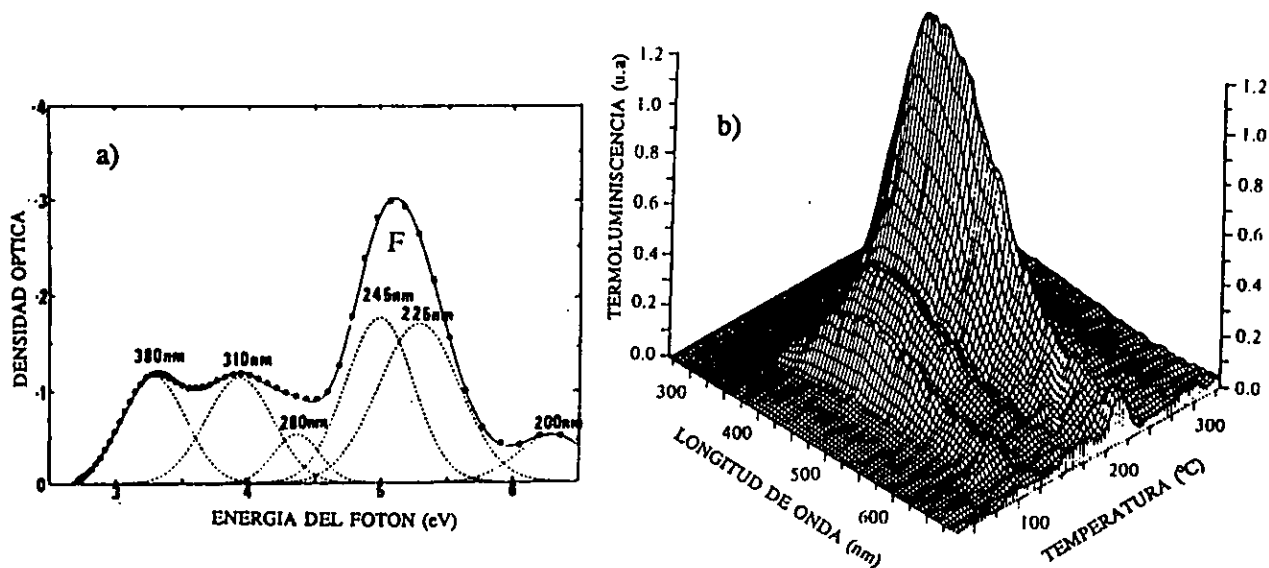 a)
DENSIDAD OPTICA
·4
·3
·2
·1
0
380nm
310nm
280nm
F
245nm
226nm
200nm
3
4
5
6
ENERGIA DEL FOTON (eV)
b)
TERMOLUMINISCENCIA (u.a)
1.2
1.0
0.8
0.6
0.4
0.2
0.0
300
400
500
600
LONGITUD DE ONDA (nm)
100
200
300
TEMPERATURA (ºC)
1.2
1.0
0.8
0.6
0.4
0.2
0.0